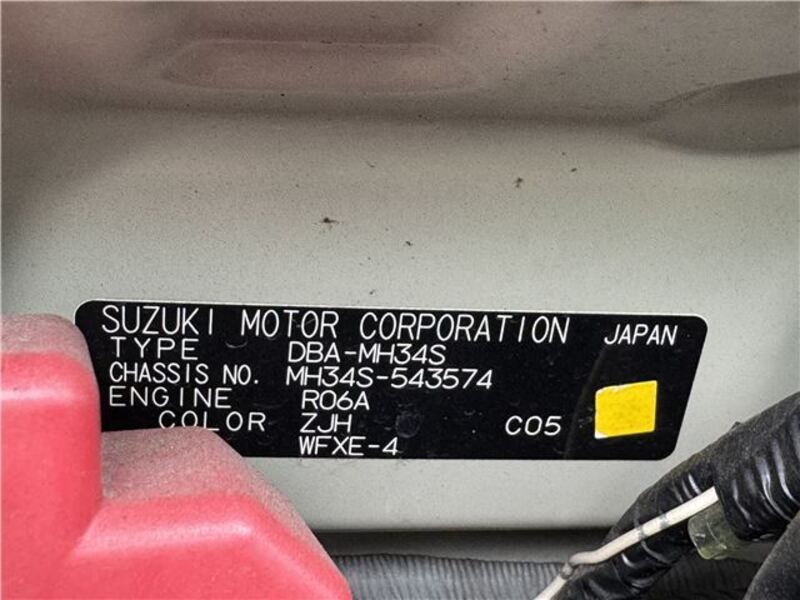 SUZUKI MOTOR CORPORATION JAPAN
TYPE DBA-MH34S
CHASSIS NO. MH34S-543574
ENGINE R06A
COLOR ZJH C05
WFXE-4